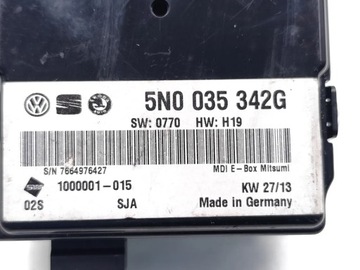 5N0 035 342G
SW: 0770 HW: H19
S/N 7664976427
MDI E-Box Mitsumi
1000001-015
KW 27/13
02S
SJA
Made in Germany